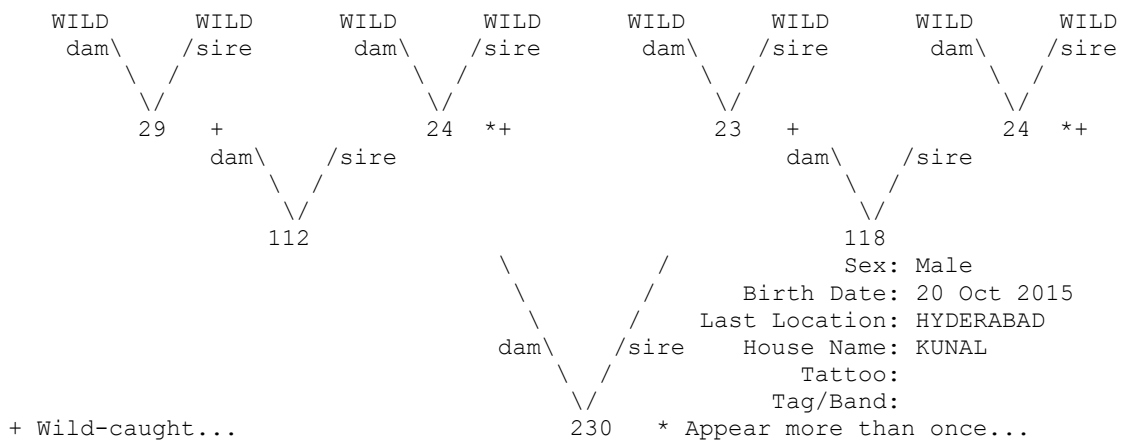 WILD WILD WILD WILD WILD WILD WILD WILD
dam\ /sire dam\ /sire dam\ /sire dam\ /sire
\ / \ / \ / \ /
\/ \/ \/ \/
29 + 24 *+ 23 + 24 *+
dam\ /sire dam\ /sire
\ / \ /
\/ \/
112 118
\ / Sex: Male
\ / Birth Date: 20 Oct 2015
\ / Last Location: HYDERABAD
dam\ /sire House Name: KUNAL
\ / Tattoo:
\/ Tag/Band:
+ Wild-caught... 230 * Appear more than once...